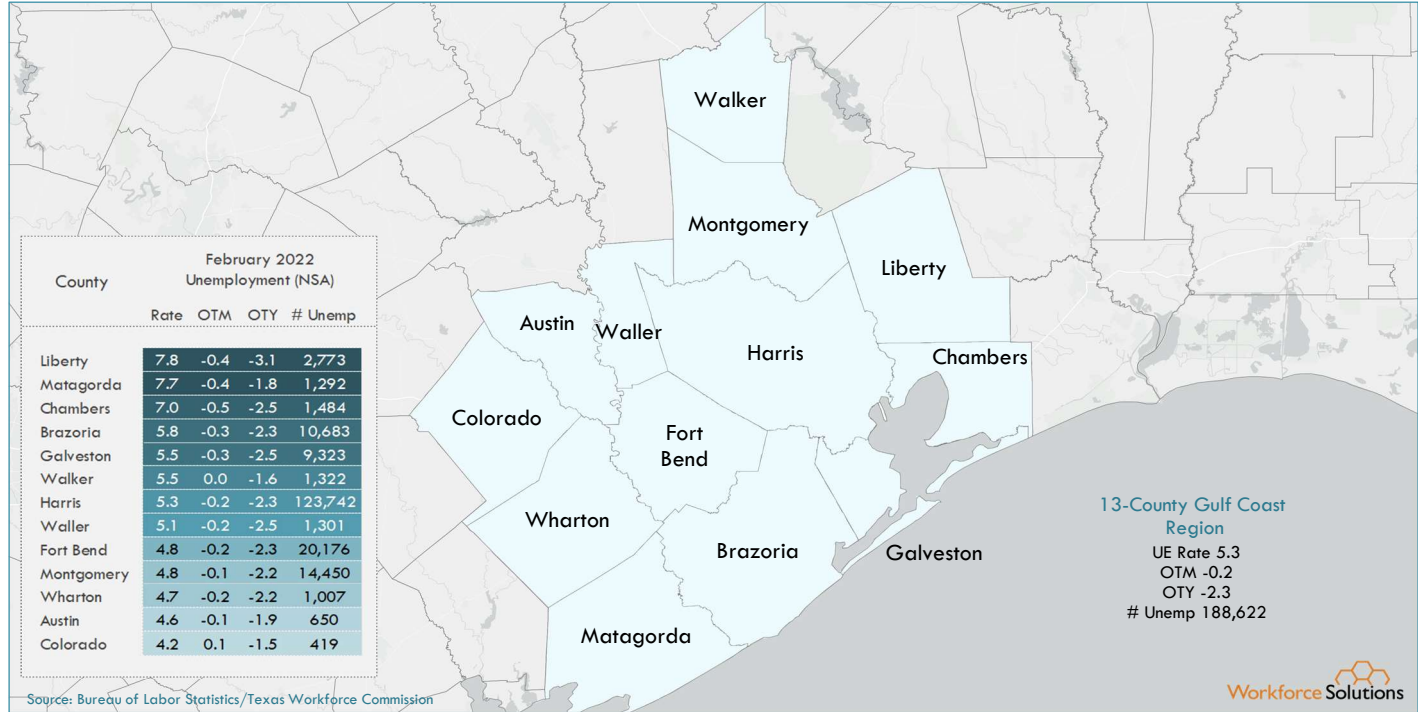 Walker
Montgomery
Liberty
Austin
Waller
Harris
Chambers
Colorado
Fort
Bend
Wharton
Brazoria
Galveston
Matagorda
County
February 2022
Unemployment (NSA)
Rate OTM OTY # Unemp
Liberty 7.8 -0.4 -3.1 2,773
Matagorda 7.7 -0.4 -1.8 1,292
Chambers 7.0 -0.5 -2.5 1,484
Brazoria 5.8 -0.3 -2.3 10,683
Galveston 5.5 -0.3 -2.5 9,323
Walker 5.5 0.0 -1.6 1,322
Harris 5.3 -0.2 -2.3 123,742
Waller 5.1 -0.2 -2.5 1,301
Fort Bend 4.8 -0.2 -2.3 20,176
Montgomery 4.8 -0.1 -2.2 14,450
Wharton 4.7 -0.2 -2.2 1,007
Austin 4.6 -0.1 -1.9 650
Colorado 4.2 0.1 -1.5 419
13-County Gulf Coast
Region
UE Rate 5.3
OTM -0.2
OTY -2.3
# Unemp 188,622
Source: Bureau of Labor Statistics/Texas Workforce Commission
Workforce Solutions